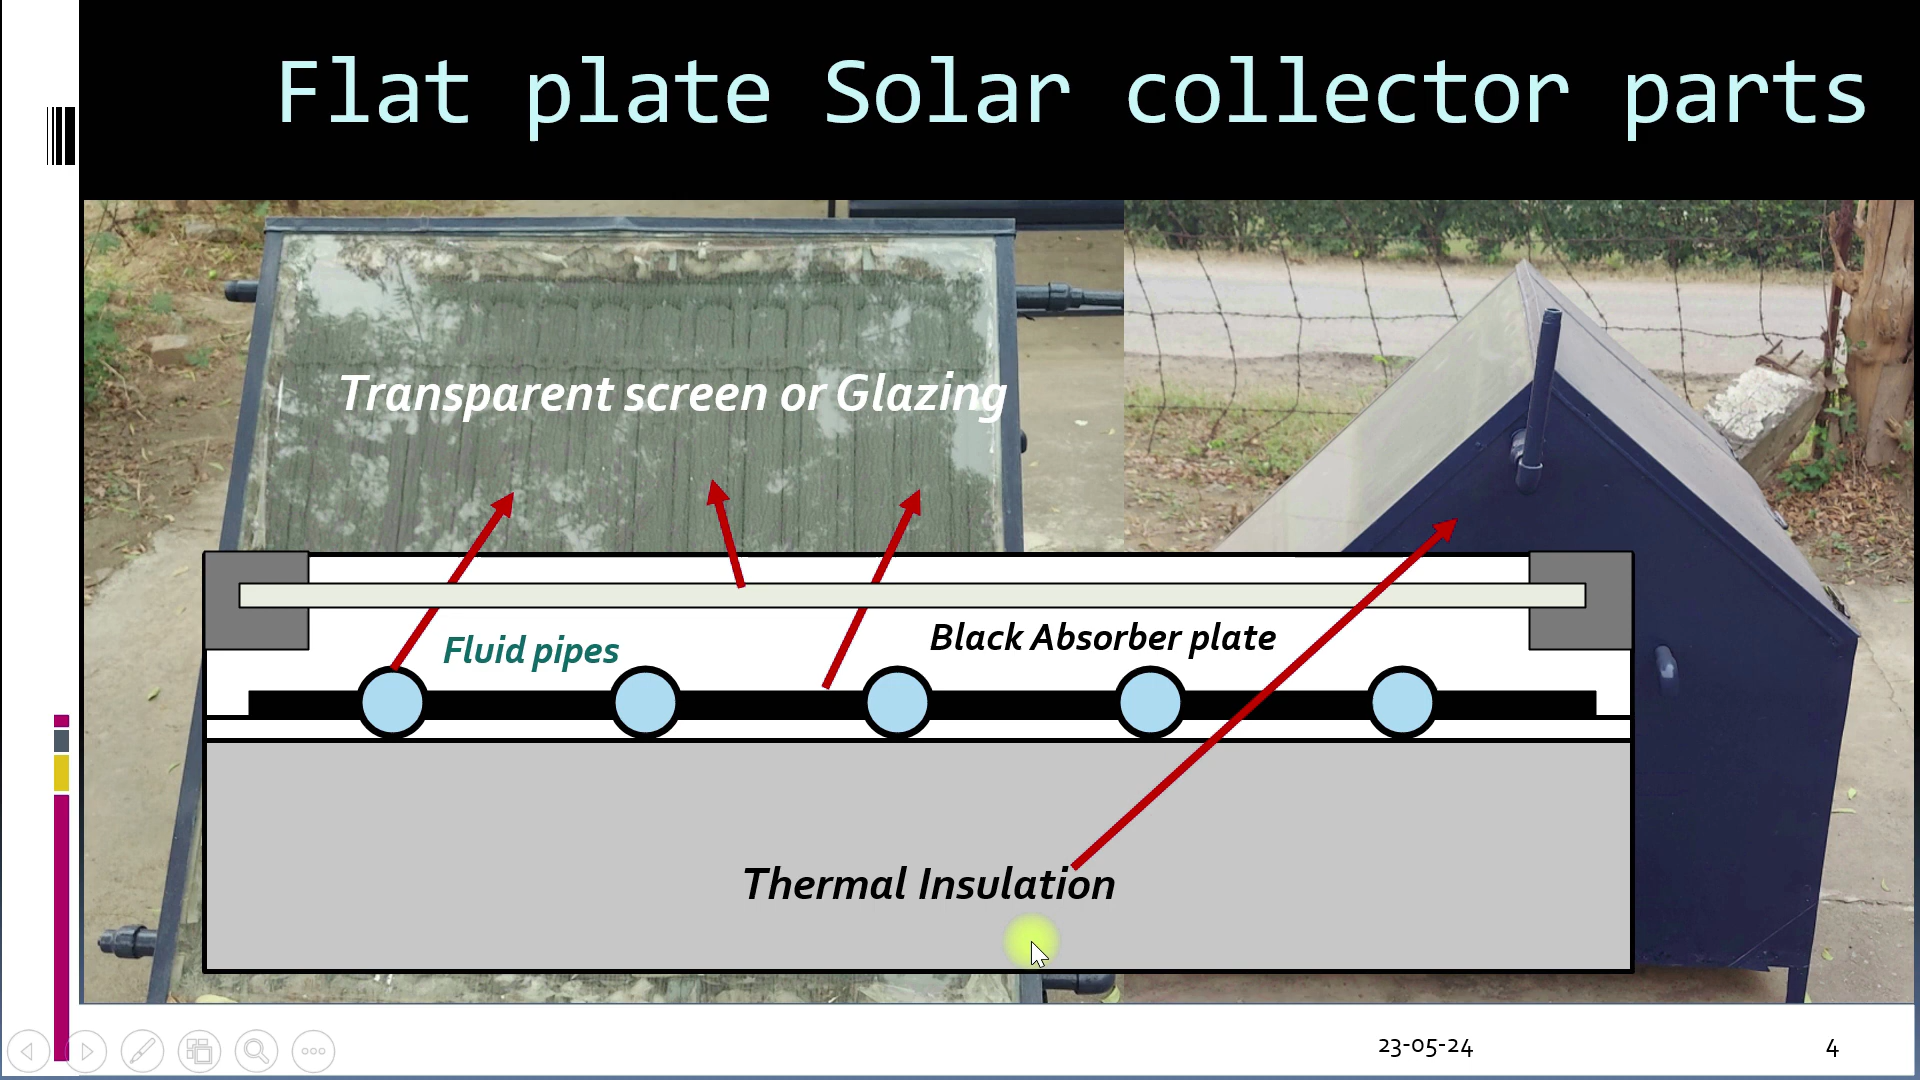 Flat plate Solar collector parts
Transparent screen or Glazing
Fluid pipes
Black Absorber plate
Thermal Insulation
23-05-24
4